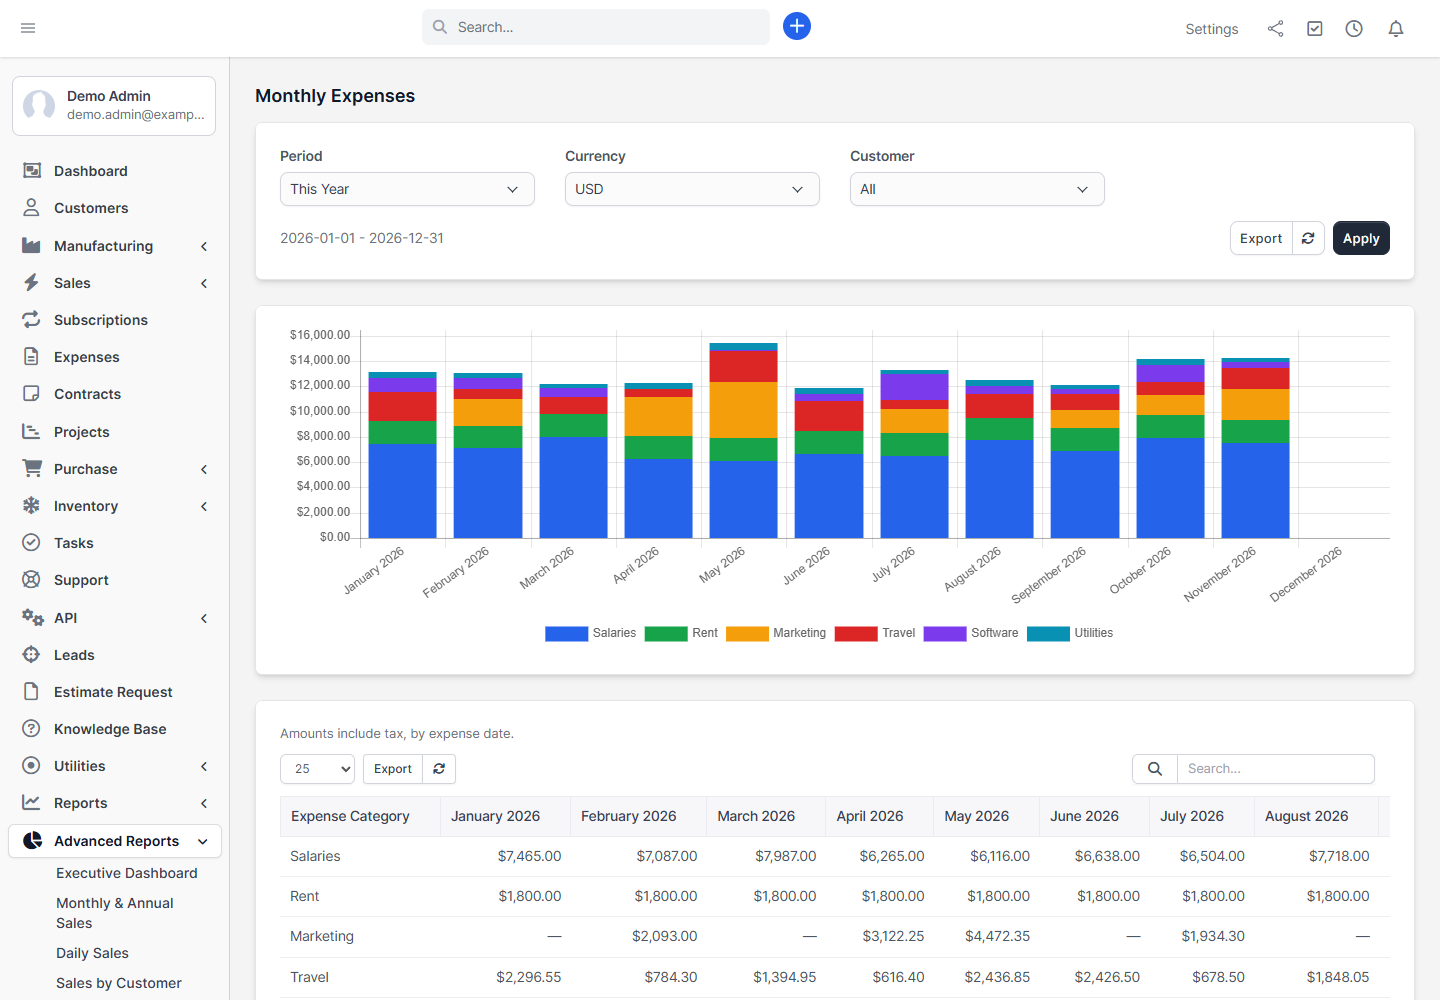 Search...
Settings
Demo Admin
demo.admin@examp...
Dashboard
Customers
Manufacturing
Sales
Subscriptions
Expenses
Contracts
Projects
Purchase
Inventory
Tasks
Support
API
Leads
Estimate Request
Knowledge Base
Utilities
Reports
Advanced Reports
Executive Dashboard
Monthly & Annual
Sales
Daily Sales
Sales by Customer
Monthly Expenses
Period Currency Customer
This Year USD All
2026-01-01 - 2026-12-31 Export Apply
$16,000.00
$14,000.00
$12,000.00
$10,000.00
$8,000.00
$6,000.00
$4,000.00
$2,000.00
$0.00
January 2026 February 2026 March 2026 April 2026 May 2026 June 2026 July 2026 August 2026 September 2026 October 2026 November 2026 December 2026
Salaries Rent Marketing Travel Software Utilities
Amounts include tax, by expense date.
25 Export Search...
Expense Category January 2026 February 2026 March 2026 April 2026 May 2026 June 2026 July 2026 August 2026
Salaries $7,465.00 $7,087.00 $7,987.00 $6,265.00 $6,116.00 $6,638.00 $6,504.00 $7,718.00
Rent $1,800.00 $1,800.00 $1,800.00 $1,800.00 $1,800.00 $1,800.00 $1,800.00 $1,800.00
Marketing — $2,093.00 — $3,122.25 $4,472.35 — $1,934.30 —
Travel $2,296.55 $784.30 $1,394.95 $616.40 $2,436.85 $2,426.50 $678.50 $1,848.05